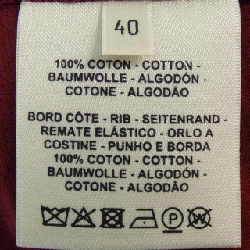 40
100% COTON - COTTON -
BAUMWOLLE - ALGODÓN -
COTONE - ALGODÃO
BORD CÔTE - RIB - SEITENRAND -
REMATE ELÁSTICO - ORLO A
COSTINE - PUNHO E BORDA
100% COTON - COTTON -
BAUMWOLLE - ALGODÓN -
COTONE - ALGODÃO
P W